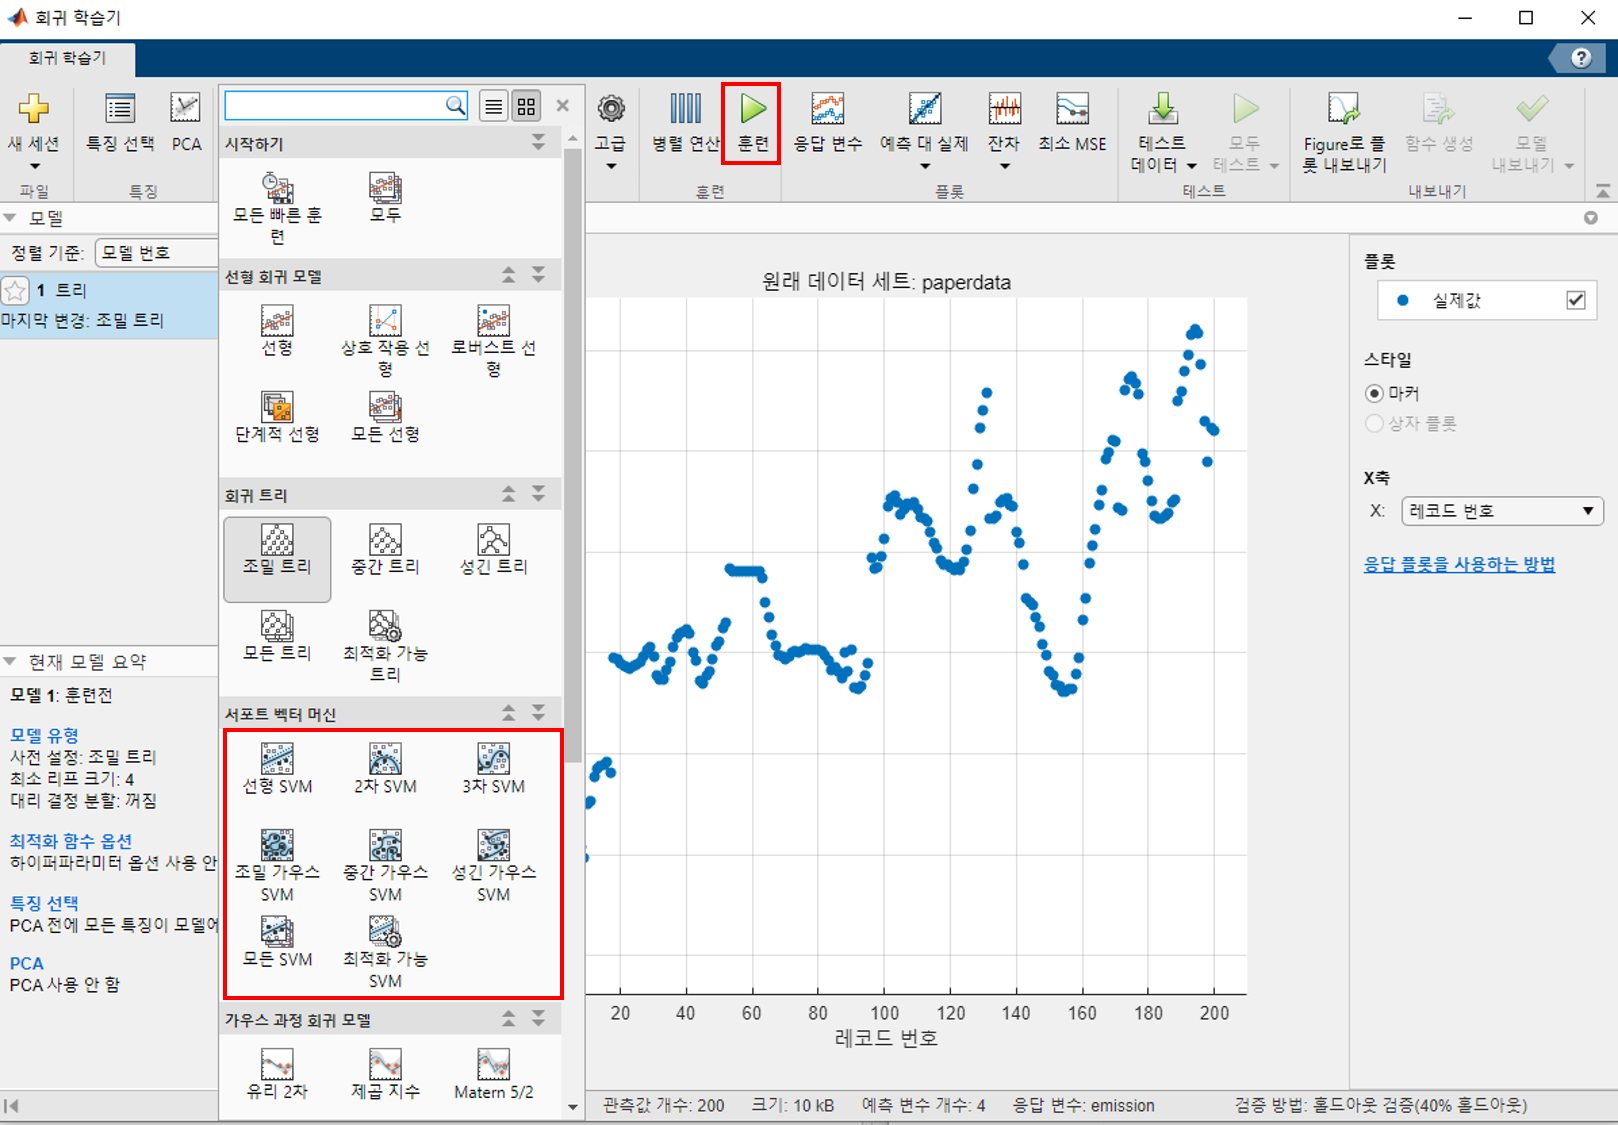 회귀 학습기
회귀 학습기
새 세션
파일
특징 선택
PCA
특징
고급
병렬 연산
훈련
훈련
응답 변수
예측 대 실제
잔차
최소 MSE
플롯
테스트
데이터
모두
테스트
테스트
Figure로 플
롯 내보내기
함수 생성
모델
내보내기
내보내기
모델
정렬 기준:
모델 번호
1 트리
마지막 변경: 조밀 트리
현재 모델 요약
모델 1: 훈련전
모델 유형
사전 설정: 조밀 트리
최소 리프 크기: 4
대리 결정 분할: 꺼짐
최적화 함수 옵션
하이퍼파라미터 옵션 사용 안
특징 선택
PCA 전에 모든 특징이 모델에
PCA
PCA 사용 안 함
시작하기
모든 빠른 훈
련
모두
선형 회귀 모델
선형
상호 작용 선
형
로버스트 선
형
단계적 선형
모든 선형
회귀 트리
조밀 트리
중간 트리
성긴 트리
모든 트리
최적화 가능
트리
서포트 벡터 머신
선형 SVM
2차 SVM
3차 SVM
조밀 가우스
SVM
중간 가우스
SVM
성긴 가우스
SVM
모든 SVM
최적화 가능
SVM
가우스 과정 회귀 모델
유리 2차
제곱 지수
Matern 5/2
원래 데이터 세트: paperdata
20 40 60 80 100 120 140 160 180 200
레코드 번호
플롯
실제값
스타일
마커
상자 플롯
X축
X: 레코드 번호
응답 플롯을 사용하는 방법
관측값 개수: 200 크기: 10 kB 예측 변수 개수: 4 응답 변수: emission 검증 방법: 홀드아웃 검증(40% 홀드아웃)